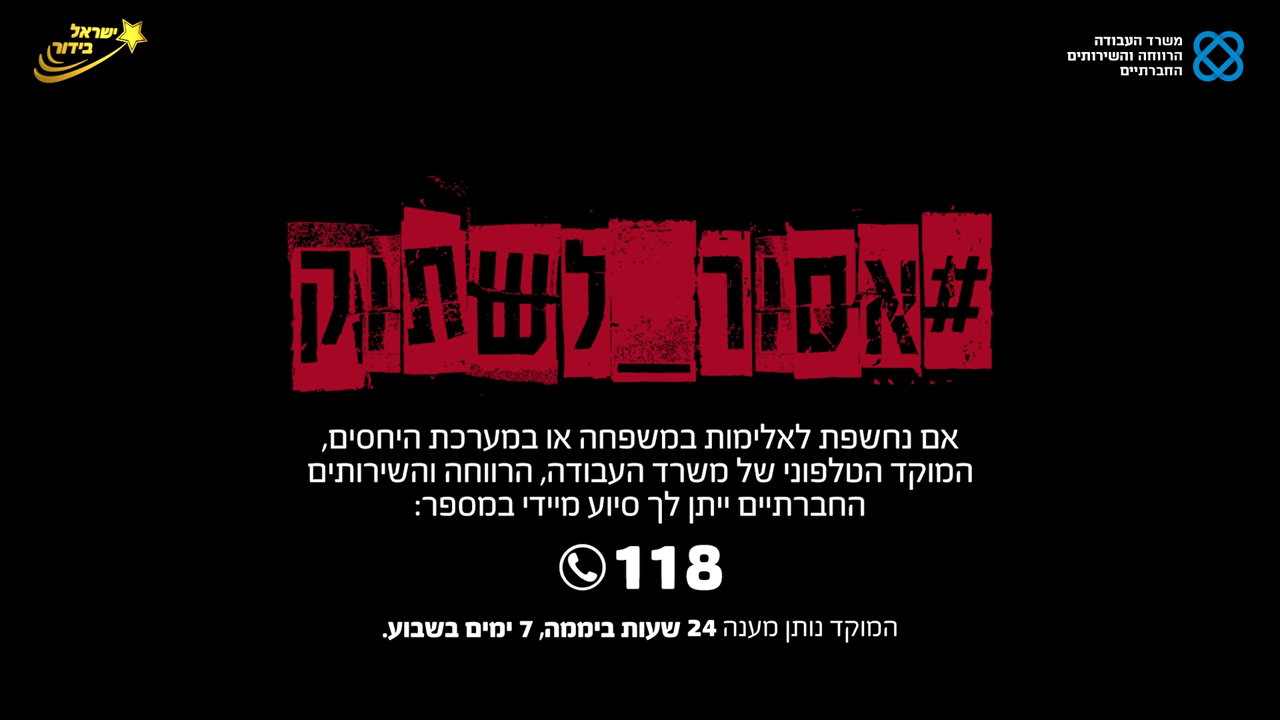 משרד העבודה
הרווחה והשירותים
החברתיים
ישראל
בידור
#אסור_לשתוק
אם נחשפת לאלימות במשפחה או במערכת היחסים,
המוקד הטלפוני של משרד העבודה, הרווחה והשירותים
החברתיים ייתן לך סיוע מיידי במספר:
118
המוקד נותן מענה 24 שעות ביממה, 7 ימים בשבוע.